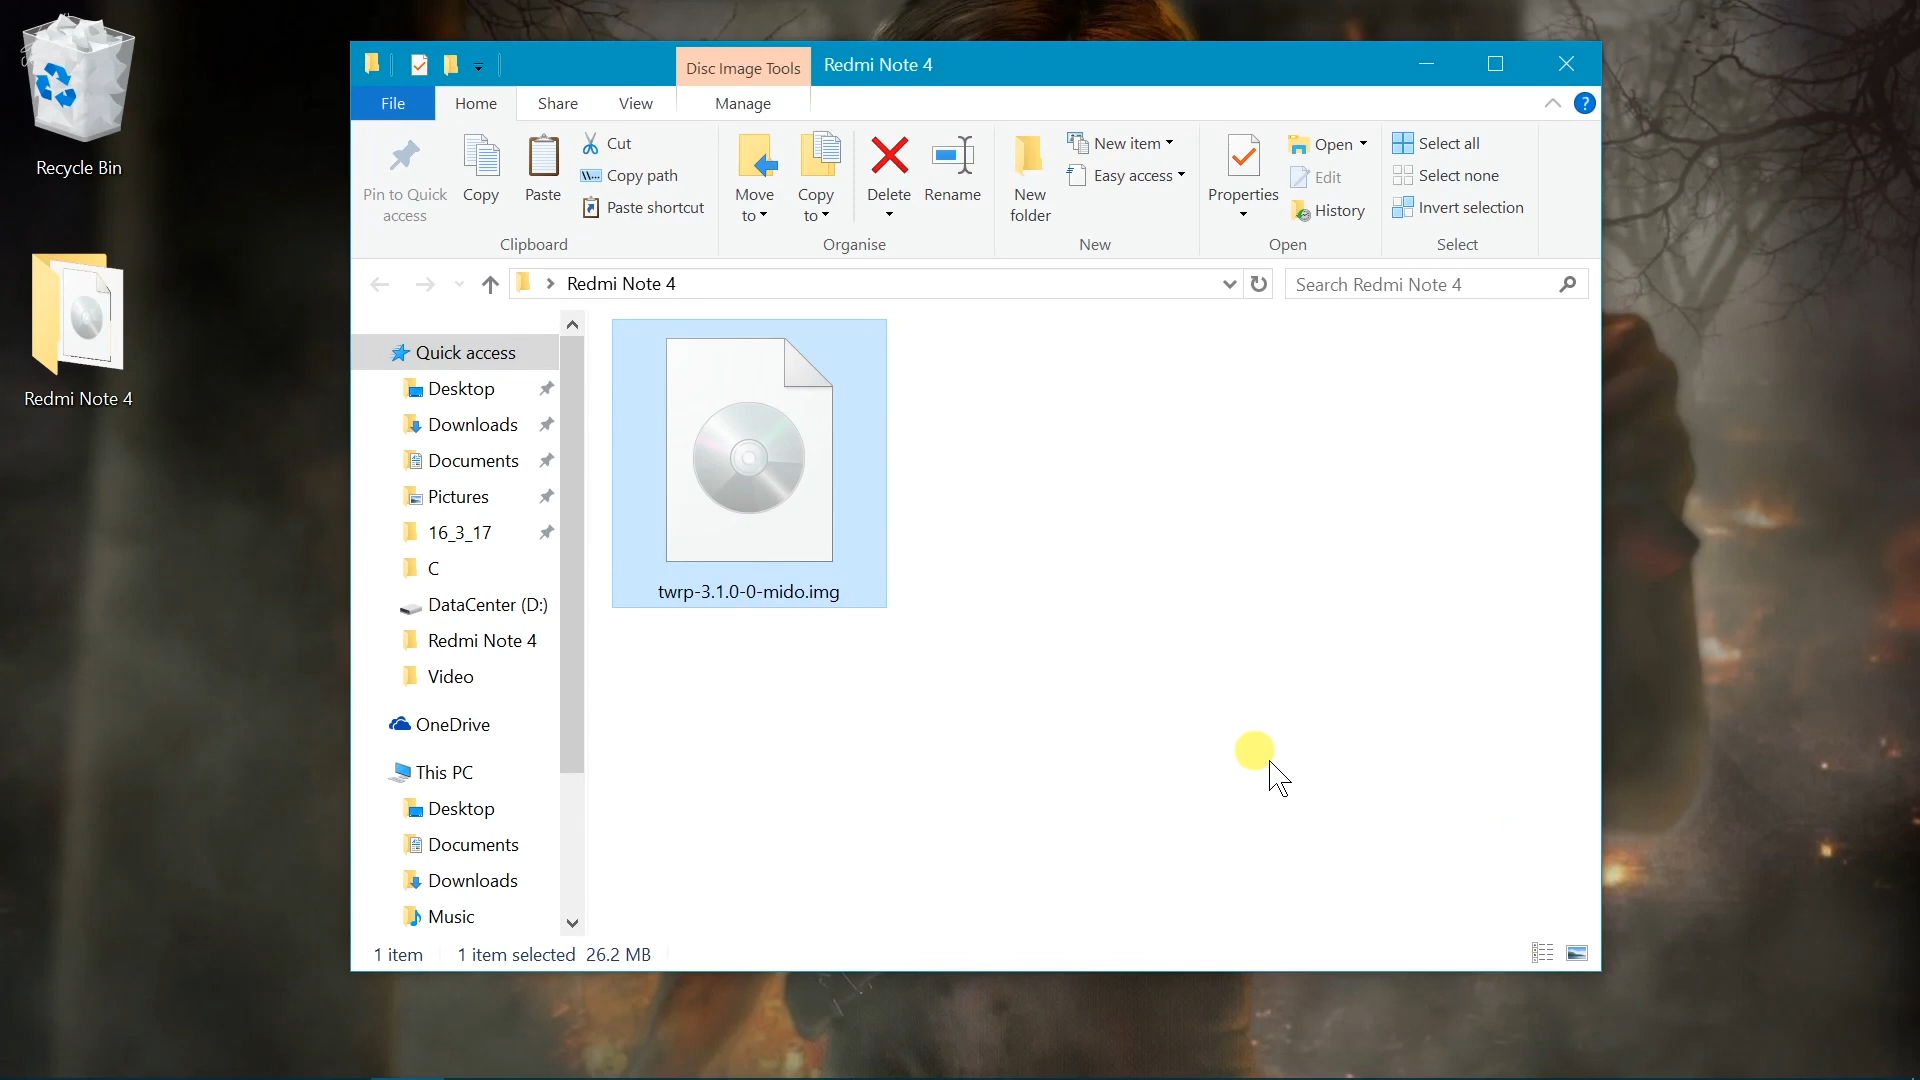 Recycle Bin
Redmi Note 4
Disc Image Tools
Redmi Note 4
File
Home
Share
View
Manage
?
Pin to Quick
access
Copy
Paste
Cut
Copy path
Paste shortcut
Clipboard
Move
to
Copy
to
Delete
Rename
Organise
New
folder
New item
Easy access
New
Properties
Open
Edit
History
Open
Select all
Select none
Invert selection
Select
Redmi Note 4
Search Redmi Note 4
Quick access
Desktop
Downloads
Documents
Pictures
16_3_17
C
DataCenter (D:)
Redmi Note 4
Video
OneDrive
This PC
Desktop
Documents
Downloads
Music
twrp-3.1.0-0-mido.img
1 item
1 item selected 26.2 MB